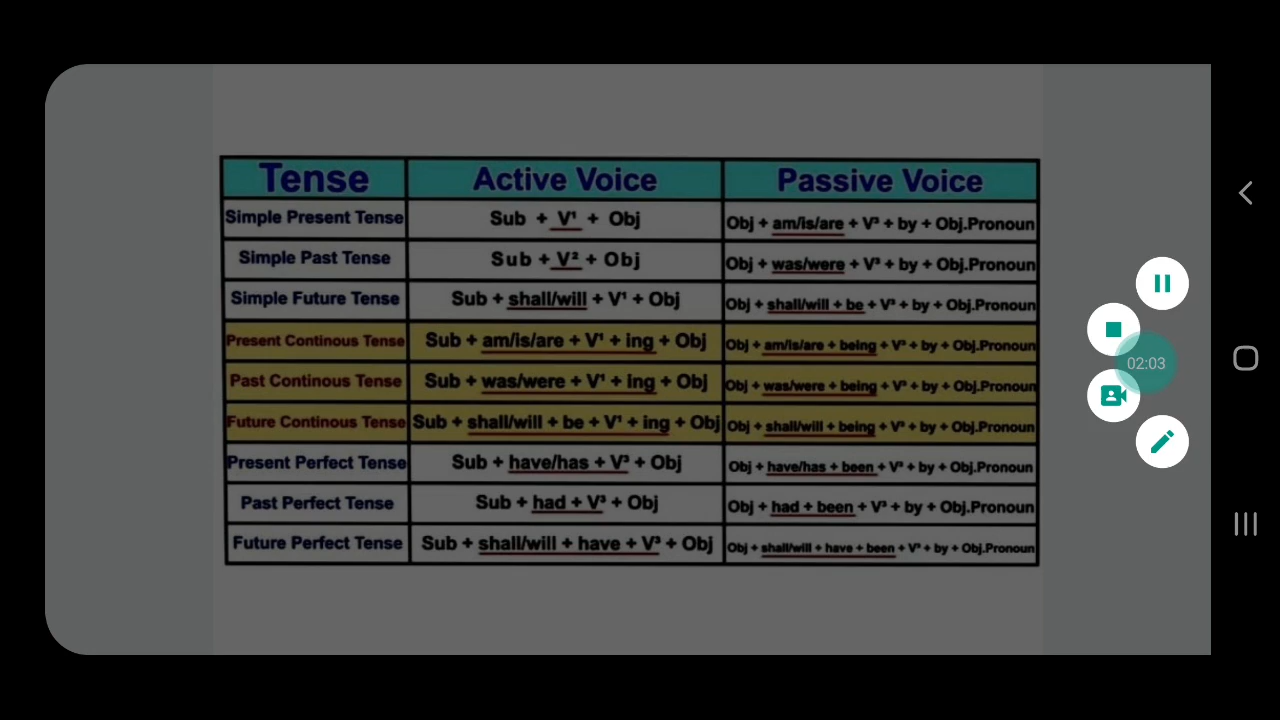 Tense Active Voice Passive Voice
Simple Present Tense Sub + V¹ + Obj Obj + am/is/are + V³ + by + Obj.Pronoun
Simple Past Tense Sub + V² + Obj Obj + was/were + V³ + by + Obj.Pronoun
Simple Future Tense Sub + shall/will + V¹ + Obj Obj + shall/will + be + V³ + by + Obj.Pronoun
Present Continous Tense Sub + am/is/are + V¹ + ing + Obj Obj + am/is/are + being + V³ + by + Obj.Pronoun
Past Continous Tense Sub + was/were + V¹ + ing + Obj Obj + was/were + being + V³ + by + Obj.Pronoun
Future Continous Tense Sub + shall/will + be + V¹ + ing + Obj Obj + shall/will + being + V³ + by + Obj.Pronoun
Present Perfect Tense Sub + have/has + V³ + Obj Obj + have/has + been + V³ + by + Obj.Pronoun
Past Perfect Tense Sub + had + V³ + Obj Obj + had + been + V³ + by + Obj.Pronoun
Future Perfect Tense Sub + shall/will + have + V³ + Obj Obj + shall/will + have + been + V³ + by + Obj.Pronoun
02:03